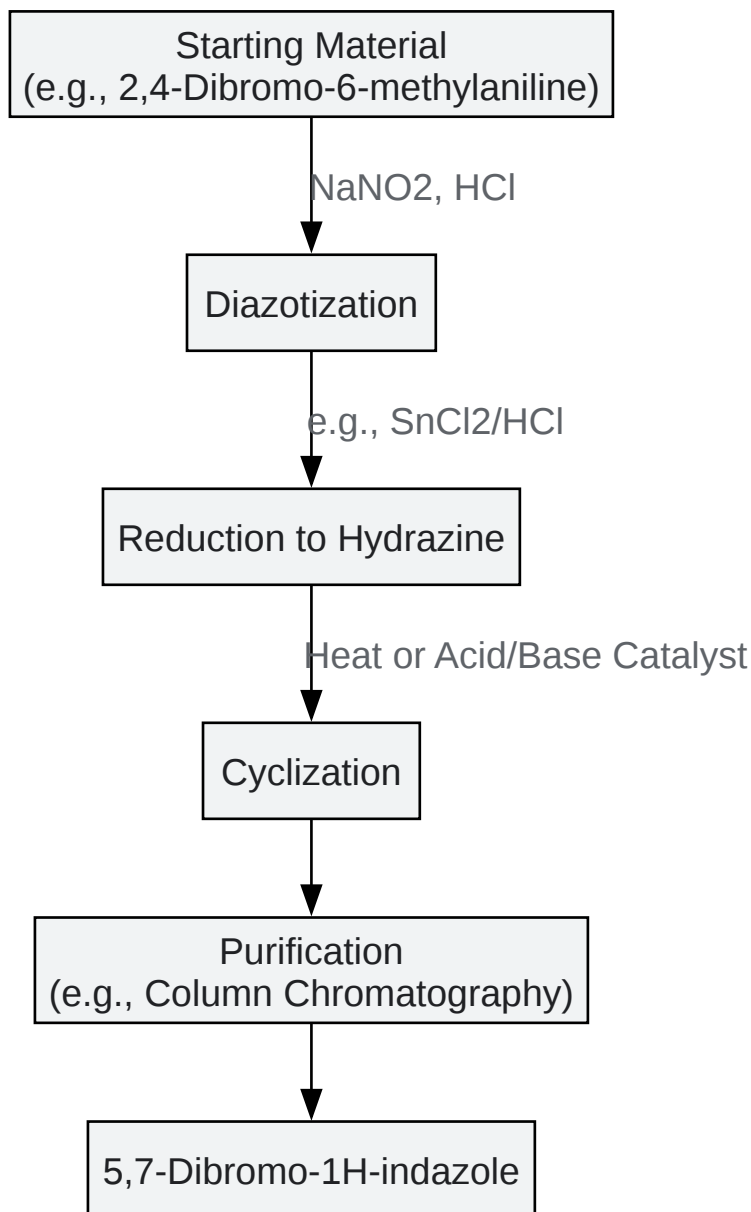 Starting Material
(e.g., 2,4-Dibromo-6-methylaniline)
NaNO2, HCl
Diazotization
e.g., SnCl2/HCl
Reduction to Hydrazine
Heat or Acid/Base Catalyst
Cyclization
Purification
(e.g., Column Chromatography)
5,7-Dibromo-1H-indazole